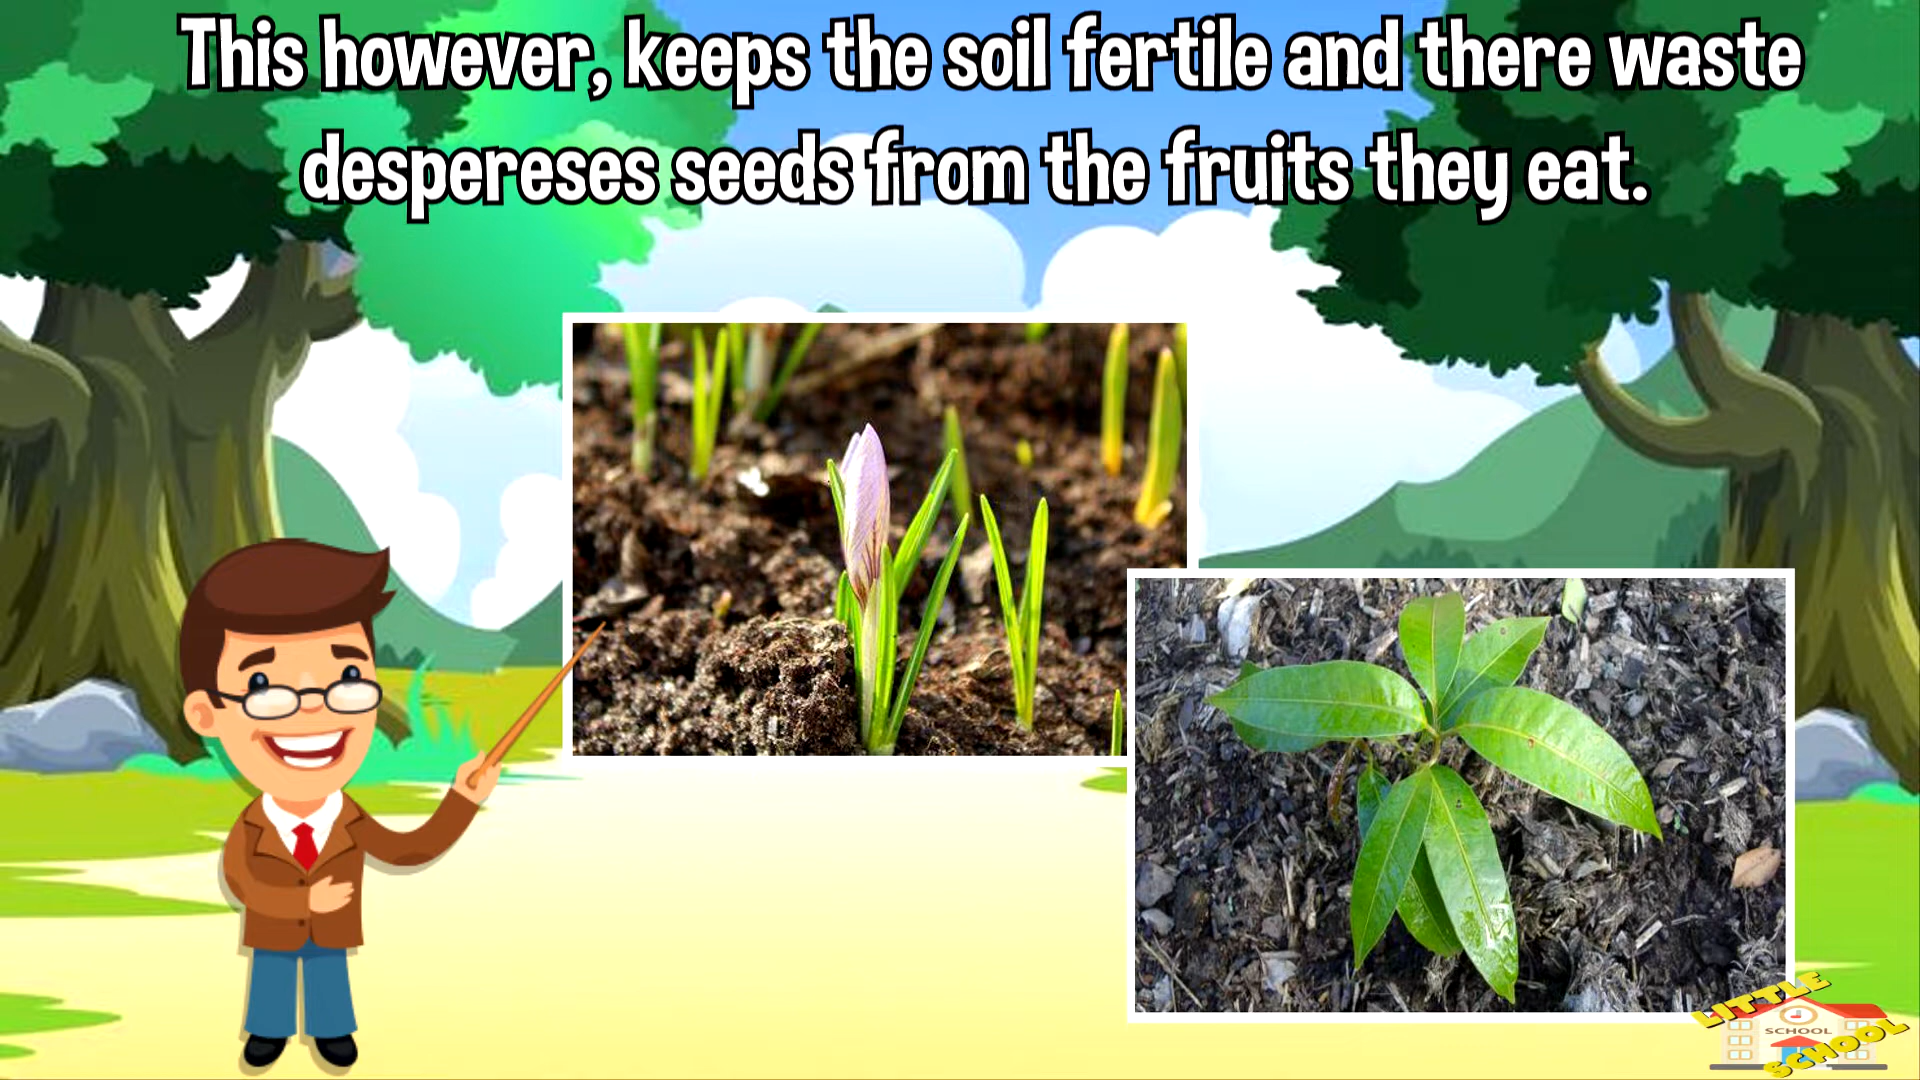 This however, keeps the soil fertile and there waste
despereses seeds from the fruits they eat.
LITTLE
SCHOOL
SCHOOL